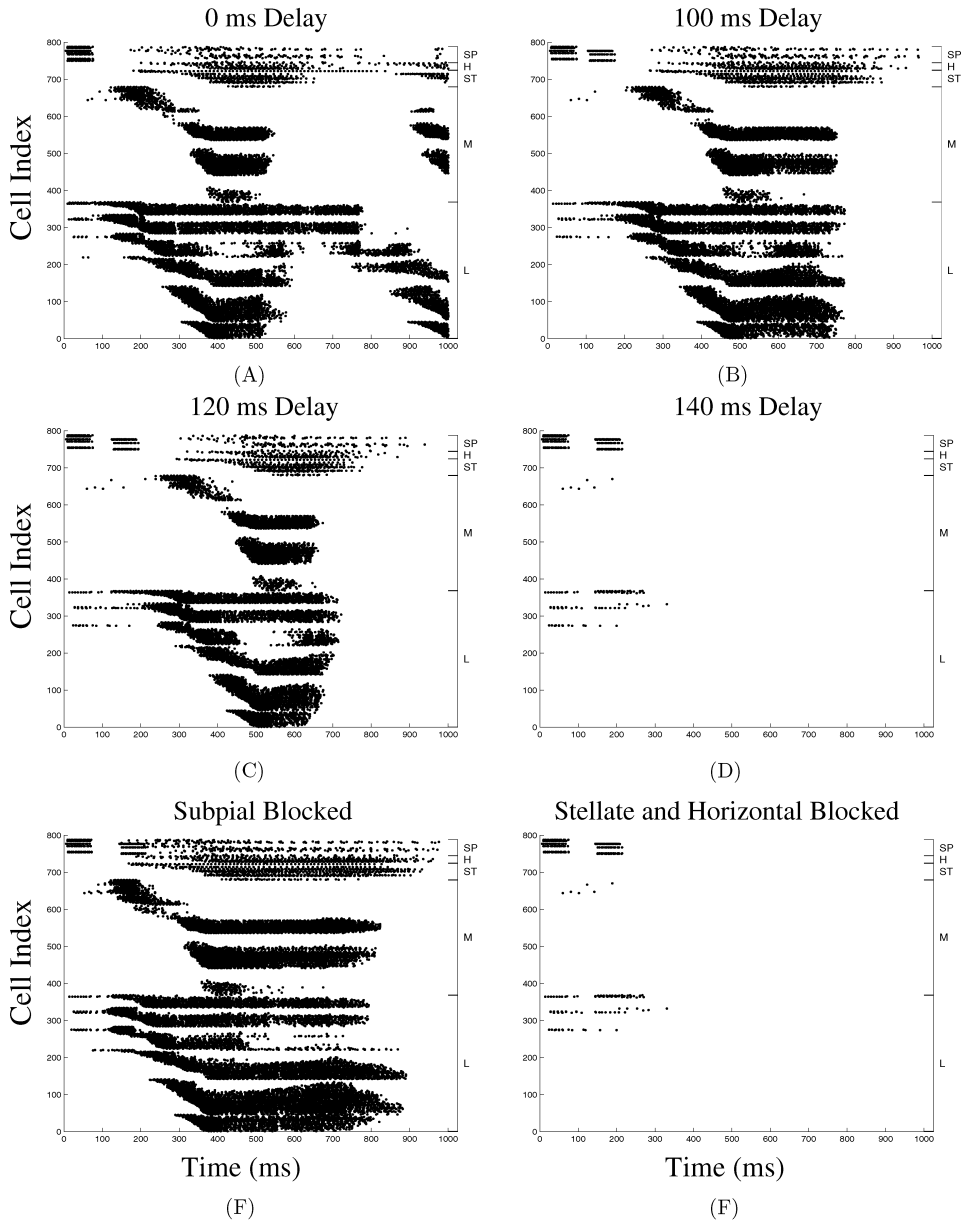 0 ms Delay
100 ms Delay
Cell Index
800
700
600
500
400
300
200
100
0
0 100 200 300 400 500 600 700 800 900 1000
SP
H
ST
M
L
(A)
800
700
600
500
400
300
200
100
0
0 100 200 300 400 500 600 700 800 900 1000
SP
H
ST
M
L
(B)
120 ms Delay
140 ms Delay
Cell Index
800
700
600
500
400
300
200
100
0
0 100 200 300 400 500 600 700 800 900 1000
SP
H
ST
M
L
(C)
800
700
600
500
400
300
200
100
0
0 100 200 300 400 500 600 700 800 900 1000
SP
H
ST
M
L
(D)
Subpial Blocked
Stellate and Horizontal Blocked
Cell Index
800
700
600
500
400
300
200
100
0
0 100 200 300 400 500 600 700 800 900 1000
SP
H
ST
M
L
Time (ms)
(F)
800
700
600
500
400
300
200
100
0
0 100 200 300 400 500 600 700 800 900 1000
SP
H
ST
M
L
Time (ms)
(F)